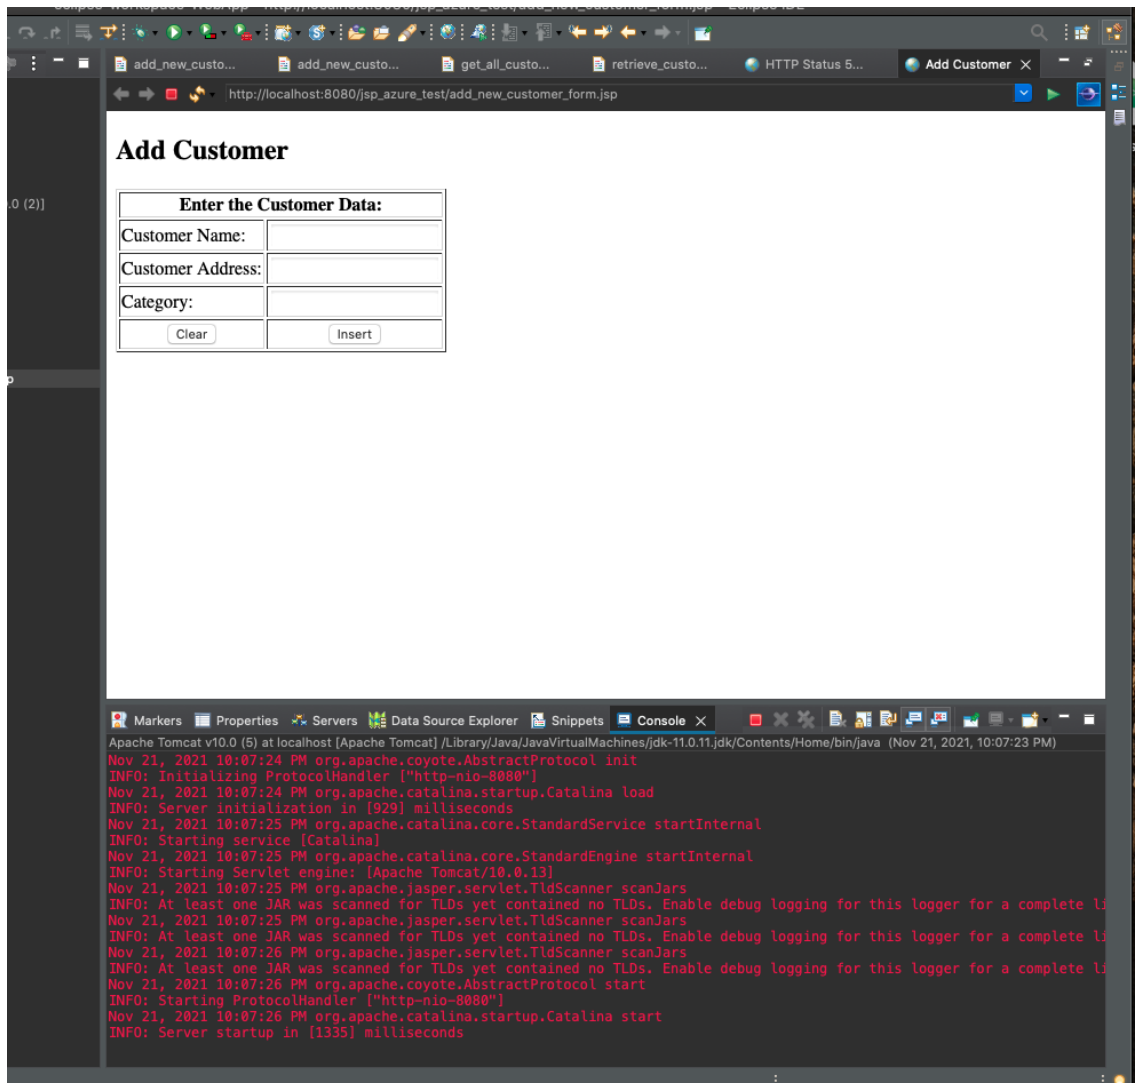 add_new_custo... add_new_custo... get_all_custo... retrieve_custo... HTTP Status 5... Add Customer
http://localhost:8080/jsp_azure_test/add_new_customer_form.jsp
Add Customer
.0 (2)]
Enter the Customer Data:
Customer Name:
Customer Address:
Category:
Clear Insert
Markers Properties Servers Data Source Explorer Snippets Console
Apache Tomcat v10.0 (5) at localhost [Apache Tomcat] /Library/Java/JavaVirtualMachines/jdk-11.0.11.jdk/Contents/Home/bin/java (Nov 21, 2021, 10:07:23 PM)
Nov 21, 2021 10:07:24 PM org.apache.coyote.AbstractProtocol init
INFO: Initializing ProtocolHandler ["http-nio-8080"]
Nov 21, 2021 10:07:24 PM org.apache.catalina.startup.Catalina load
INFO: Server initialization in [929] milliseconds
Nov 21, 2021 10:07:25 PM org.apache.catalina.core.StandardService startInternal
INFO: Starting service [Catalina]
Nov 21, 2021 10:07:25 PM org.apache.catalina.core.StandardEngine startInternal
INFO: Starting Servlet engine: [Apache Tomcat/10.0.13]
Nov 21, 2021 10:07:25 PM org.apache.jasper.servlet.TldScanner scanJars
INFO: At least one JAR was scanned for TLDs yet contained no TLDs. Enable debug logging for this logger for a complete li
Nov 21, 2021 10:07:25 PM org.apache.jasper.servlet.TldScanner scanJars
INFO: At least one JAR was scanned for TLDs yet contained no TLDs. Enable debug logging for this logger for a complete li
Nov 21, 2021 10:07:26 PM org.apache.jasper.servlet.TldScanner scanJars
INFO: At least one JAR was scanned for TLDs yet contained no TLDs. Enable debug logging for this logger for a complete li
Nov 21, 2021 10:07:26 PM org.apache.coyote.AbstractProtocol start
INFO: Starting ProtocolHandler ["http-nio-8080"]
Nov 21, 2021 10:07:26 PM org.apache.catalina.startup.Catalina start
INFO: Server startup in [1335] milliseconds